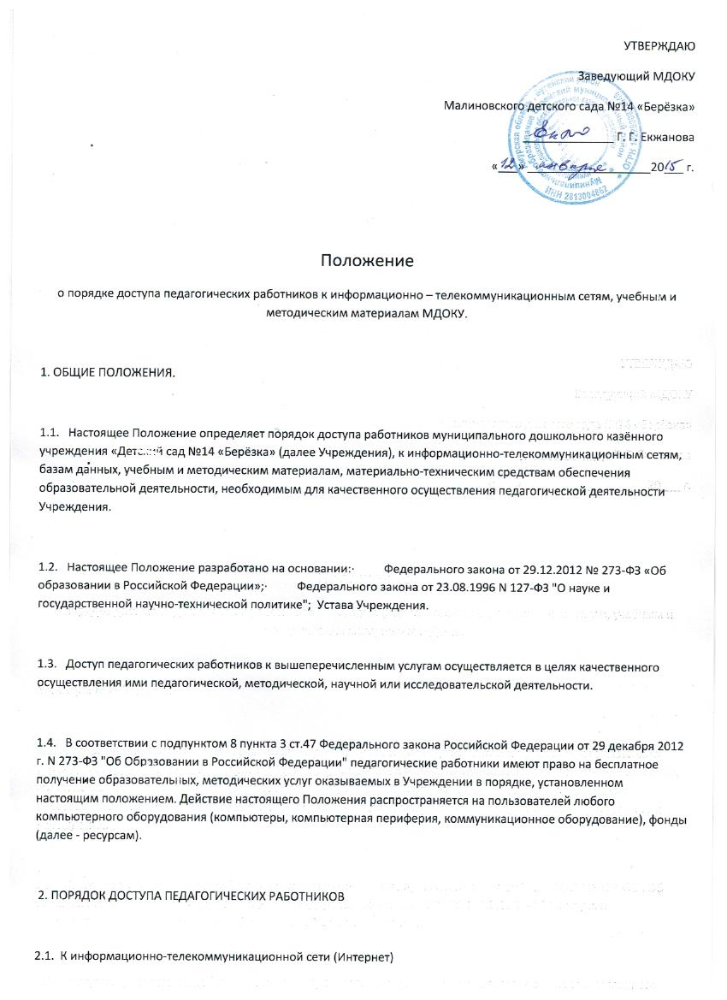 УТВЕРЖДАЮ
Заведующий МДОКУ
Малиновского детского сада №14 «Берёзка»
Г. Г. Екжанова
«12» января 2015 г.
ИНН 2813004862
Положение
о порядке доступа педагогических работников к информационно – телекоммуникационным сетям, учебным и
методическим материалам МДОКУ.
1. ОБЩИЕ ПОЛОЖЕНИЯ.
1.1. Настоящее Положение определяет порядок доступа работников муниципального дошкольного казённого
учреждения «Детский сад №14 «Берёзка» (далее Учреждения), к информационно-телекоммуникационным сетям,
базам данных, учебным и методическим материалам, материально-техническим средствам обеспечения
образовательной деятельности, необходимым для качественного осуществления педагогической деятельности
Учреждения.
1.2. Настоящее Положение разработано на основании:· Федерального закона от 29.12.2012 № 273-ФЗ «Об
образовании в Российской Федерации»;· Федерального закона от 23.08.1996 N 127-ФЗ "О науке и
государственной научно-технической политике"; Устава Учреждения.
1.3. Доступ педагогических работников к вышеперечисленным услугам осуществляется в целях качественного
осуществления ими педагогической, методической, научной или исследовательской деятельности.
1.4. В соответствии с подпунктом 8 пункта 3 ст.47 Федерального закона Российской Федерации от 29 декабря 2012
г. N 273-ФЗ "Об Образовании в Российской Федерации" педагогические работники имеют право на бесплатное
получение образовательных, методических услуг оказываемых в Учреждении в порядке, установленном
настоящим положением. Действие настоящего Положения распространяется на пользователей любого
компьютерного оборудования (компьютеры, компьютерная периферия, коммуникационное оборудование), фонды
(далее - ресурсам).
2. ПОРЯДОК ДОСТУПА ПЕДАГОГИЧЕСКИХ РАБОТНИКОВ
2.1. К информационно-телекоммуникационной сети (Интернет)